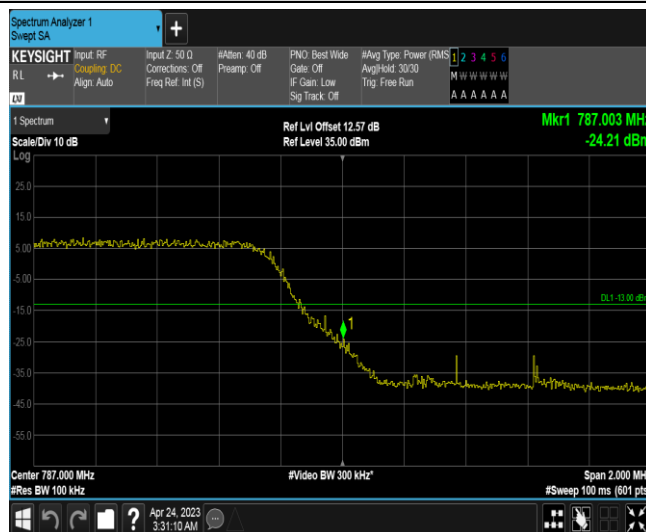 Spectrum Analyzer 1
Swept SA
+
KEYSIGHT
RL
Input: RF
Coupling: DC
Align: Auto
Input Z: 50 Ω
Corrections: Off
Freq Ref: Int (S)
#Atten: 40 dB
Preamp: Off
PNO: Best Wide
Gate: Off
IF Gain: Low
Sig Track: Off
#Avg Type: Power (RMS
Avg|Hold: 30/30
Trig: Free Run
1 2 3 4 5 6
M W W W W W
A A A A A A
LXI
1 Spectrum
Scale/Div 10 dB
Log
Ref Lvl Offset 12.57 dB
Ref Level 35.00 dBm
Mkr1 787.003 MHz
-24.21 dBm
25.0
15.0
5.00
-5.00
DL1 -13.00 dBm
-15.0
1
-25.0
-35.0
-45.0
-55.0
Center 787.000 MHz
#Res BW 100 kHz
#Video BW 300 kHz*
Span 2.000 MH
#Sweep 100 ms (601 pts
?
Apr 24, 2023
3:31:10 AM